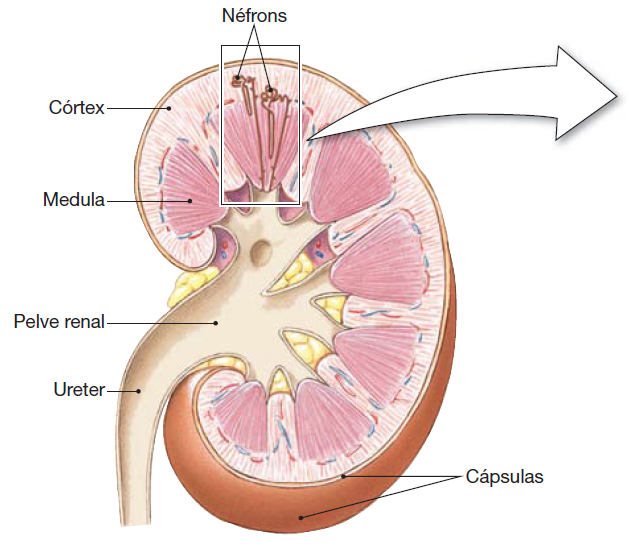 Néfrons
Córtex
Medula
Pelve renal
Ureter
Cápsulas